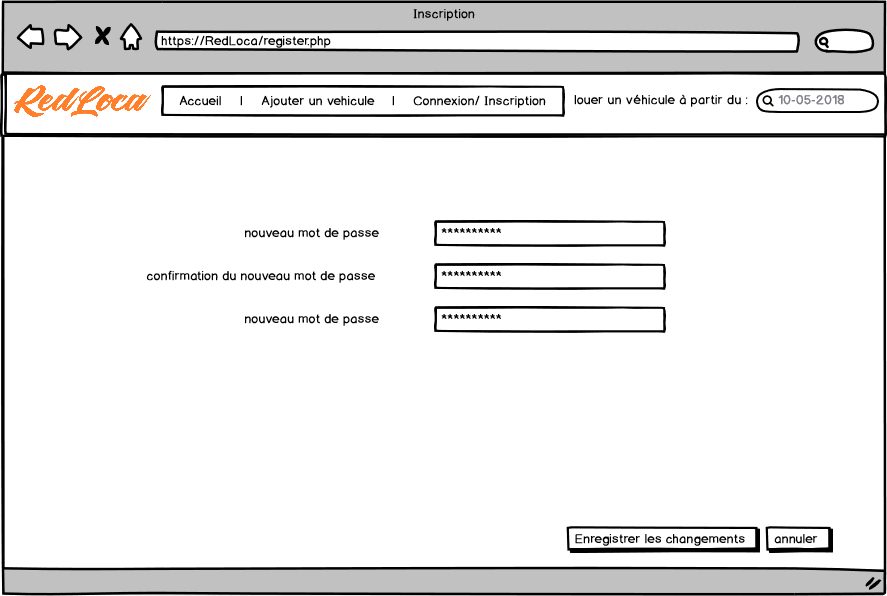 Inscription
https://RedLoca/register.php
RedLoca
Accueil | Ajouter un vehicule | Connexion/ Inscription
louer un véhicule à partir du : 10-05-2018
nouveau mot de passe **********
confirmation du nouveau mot de passe **********
nouveau mot de passe **********
Enregistrer les changements annuler